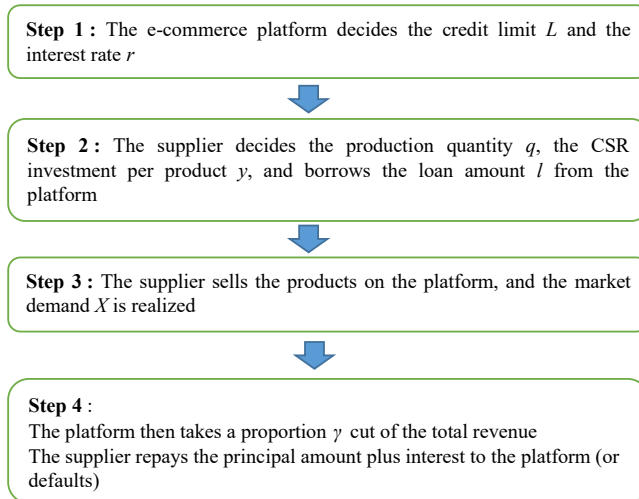 Step 1 : The e-commerce platform decides the credit limit L and the
interest rate r
Step 2 : The supplier decides the production quantity q, the CSR
investment per product y, and borrows the loan amount l from the
platform
Step 3 : The supplier sells the products on the platform, and the market
demand X is realized
Step 4 :
The platform then takes a proportion γ cut of the total revenue
The supplier repays the principal amount plus interest to the platform (or
defaults)